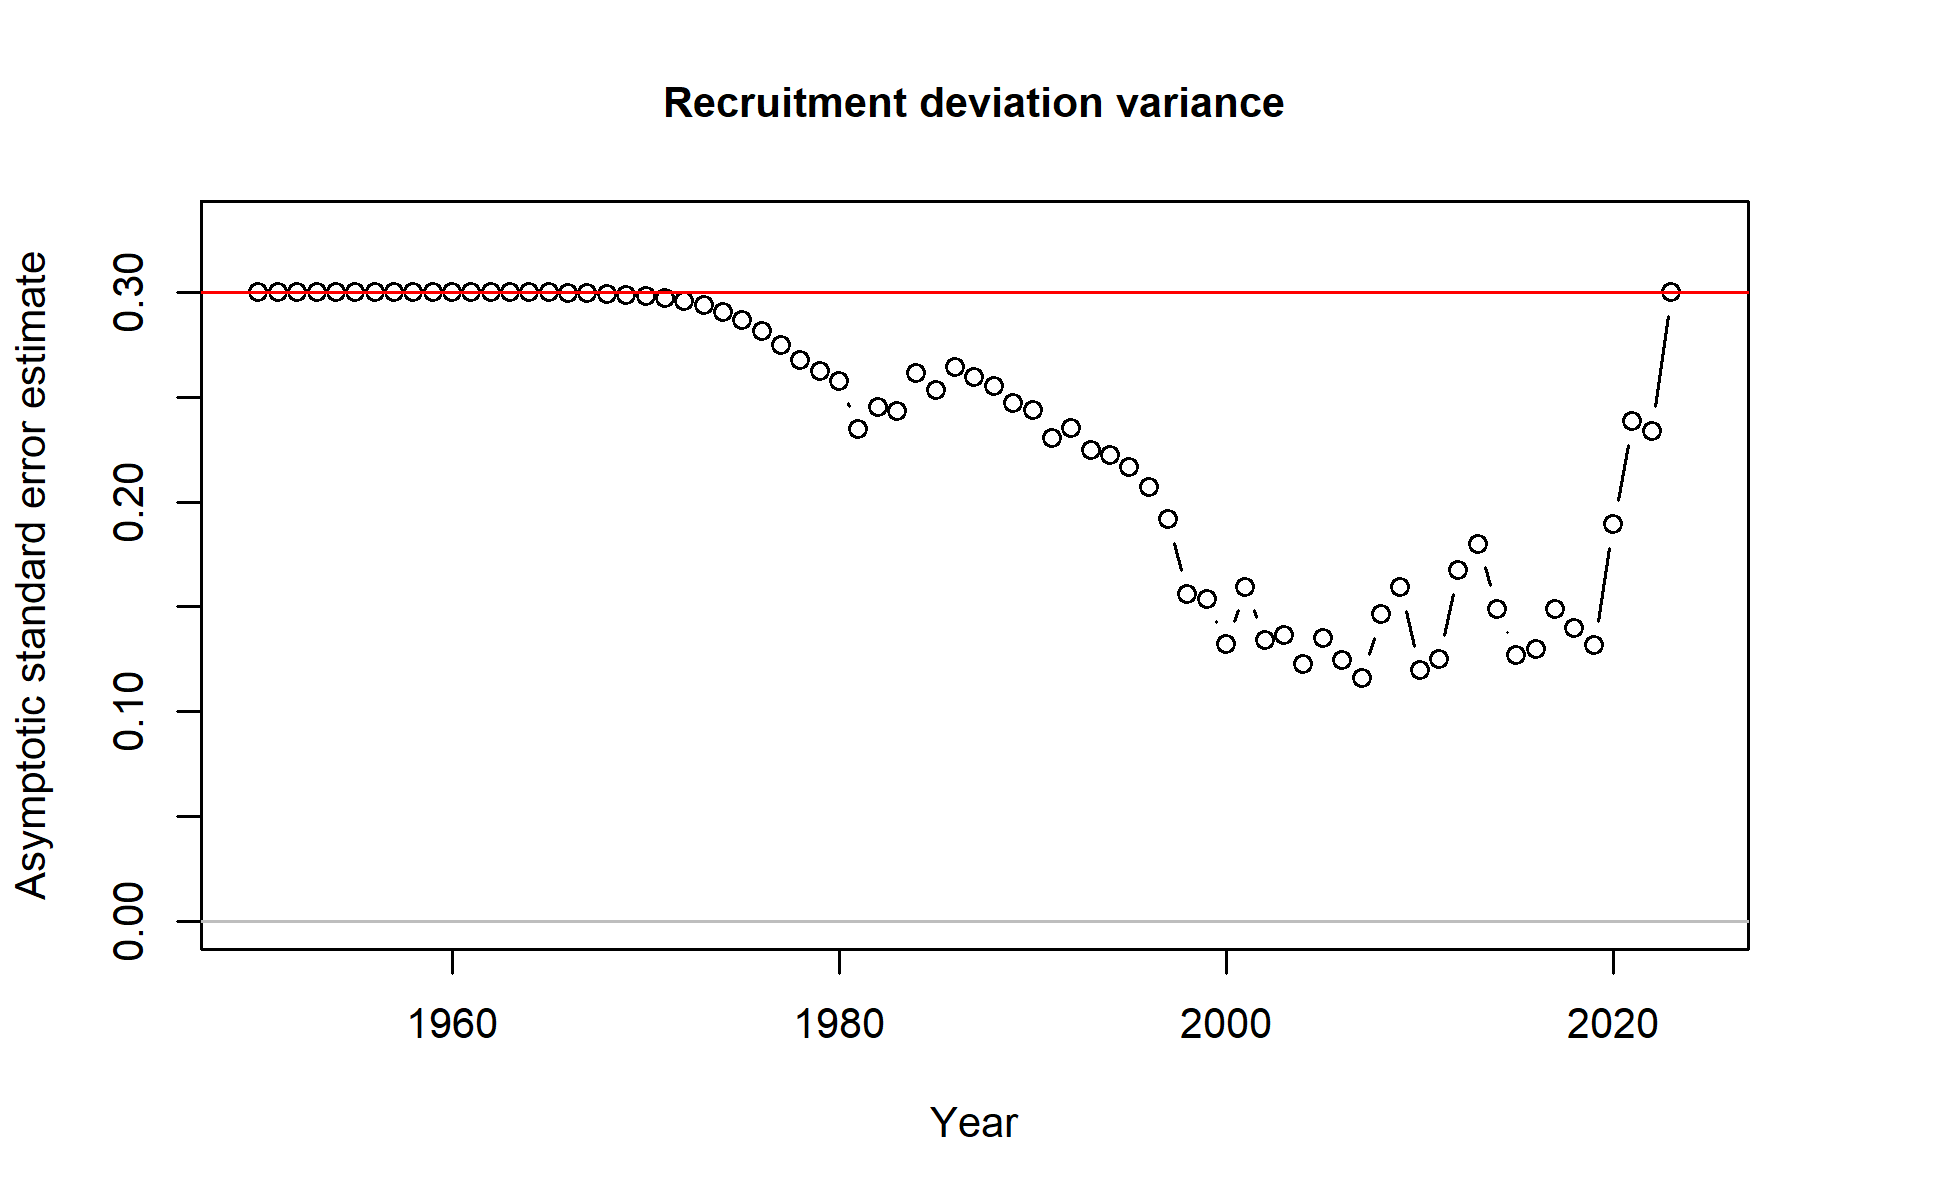 Recruitment deviation variance
Asymptotic standard error estimate
0.30
0.20
0.10
0.00
1960 1980 2000 2020
Year